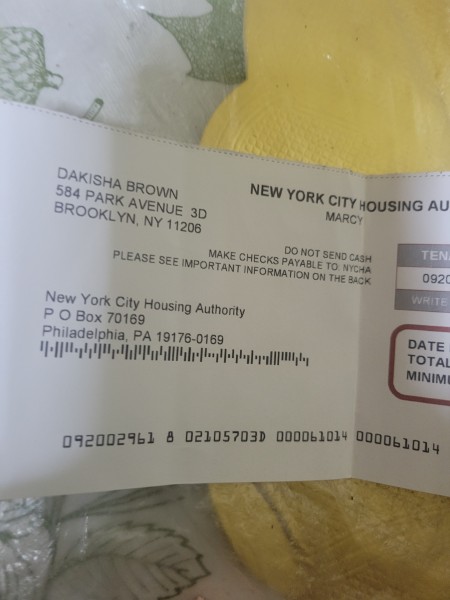 DAKISHA BROWN
584 PARK AVENUE 3D
BROOKLYN, NY 11206
NEW YORK CITY HOUSING AU
MARCY
DO NOT SEND CASH
MAKE CHECKS PAYABLE TO: NYCHA
PLEASE SEE IMPORTANT INFORMATION ON THE BACK
TEN
0920
WRITE
New York City Housing Authority
P O Box 70169
Philadelphia, PA 19176-0169
DATE
TOTAL
MINIM
092002961 8 02105703D 000061014 000061014